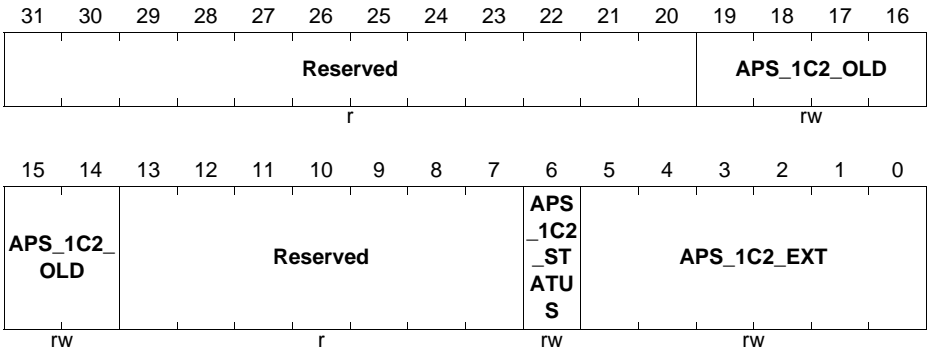 31 30 29 28 27 26 25 24 23 22 21 20 19 18 17 16
Reserved APS_1C2_OLD
r rw
15 14 13 12 11 10 9 8 7 6 5 4 3 2 1 0
APS_1C2_
OLD
Reserved
APS
_1C2
_ST
ATU
S
APS_1C2_EXT
rw r rw rw